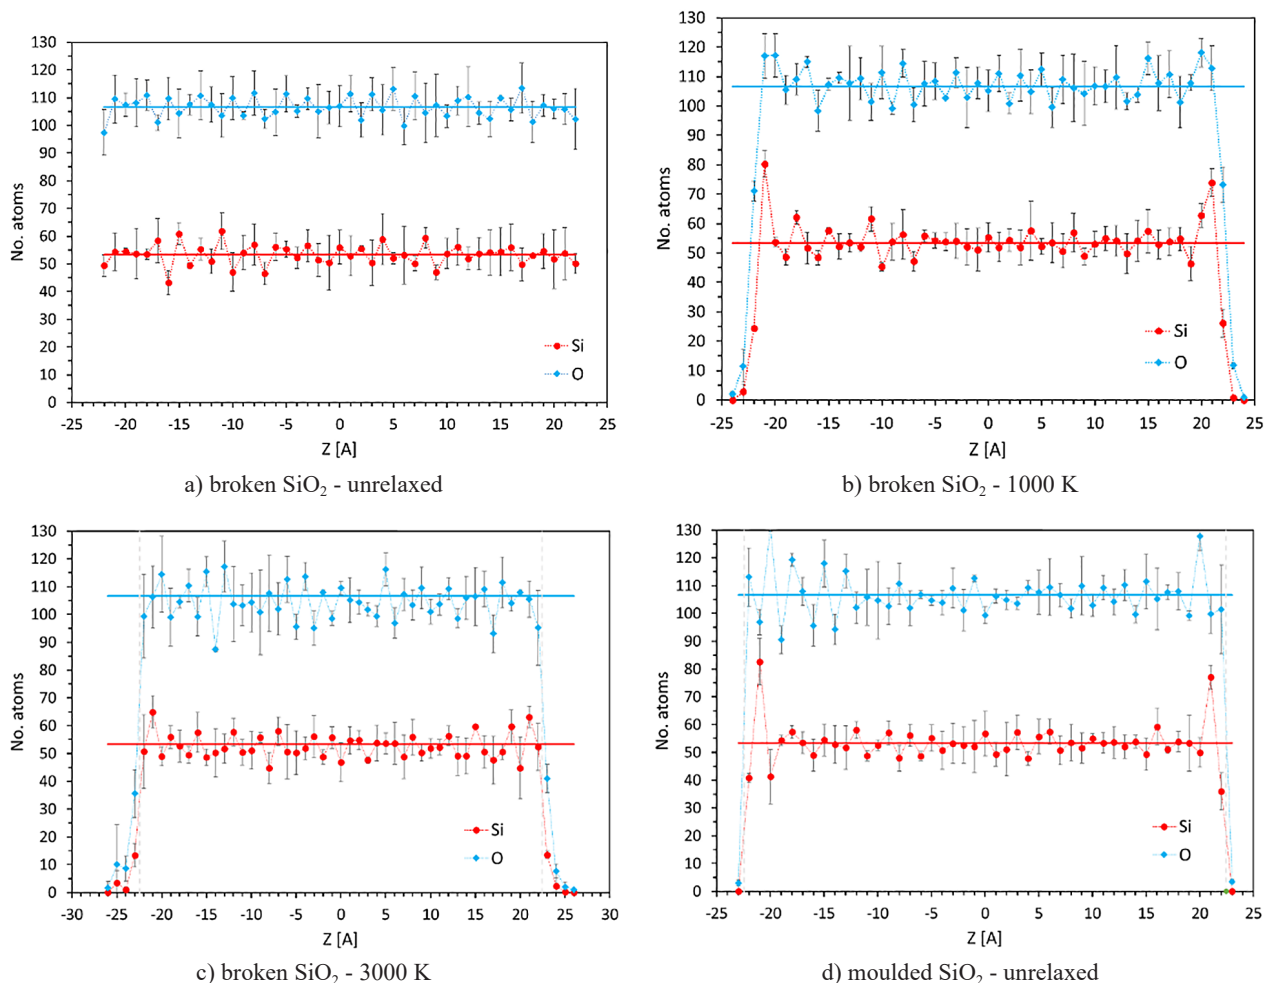 130
120
110
100
90
80
70
60
50
40
30
20
10
0
No. atoms
Si
O
-25 -20 -15 -10 -5 0 5 10 15 20 25
Z [A]
a) broken SiO2 - unrelaxed
130
120
110
100
90
80
70
60
50
40
30
20
10
0
No. atoms
Si
O
-25 -20 -15 -10 -5 0 5 10 15 20 25
Z [A]
b) broken SiO2 - 1000 K
130
120
110
100
90
80
70
60
50
40
30
20
10
0
No. atoms
Si
O
-30 -25 -20 -15 -10 -5 0 5 10 15 20 25 30
Z [A]
c) broken SiO2 - 3000 K
130
120
110
100
90
80
70
60
50
40
30
20
10
0
No. atoms
Si
O
-25 -20 -15 -10 -5 0 5 10 15 20 25
Z [A]
d) moulded SiO2 - unrelaxed